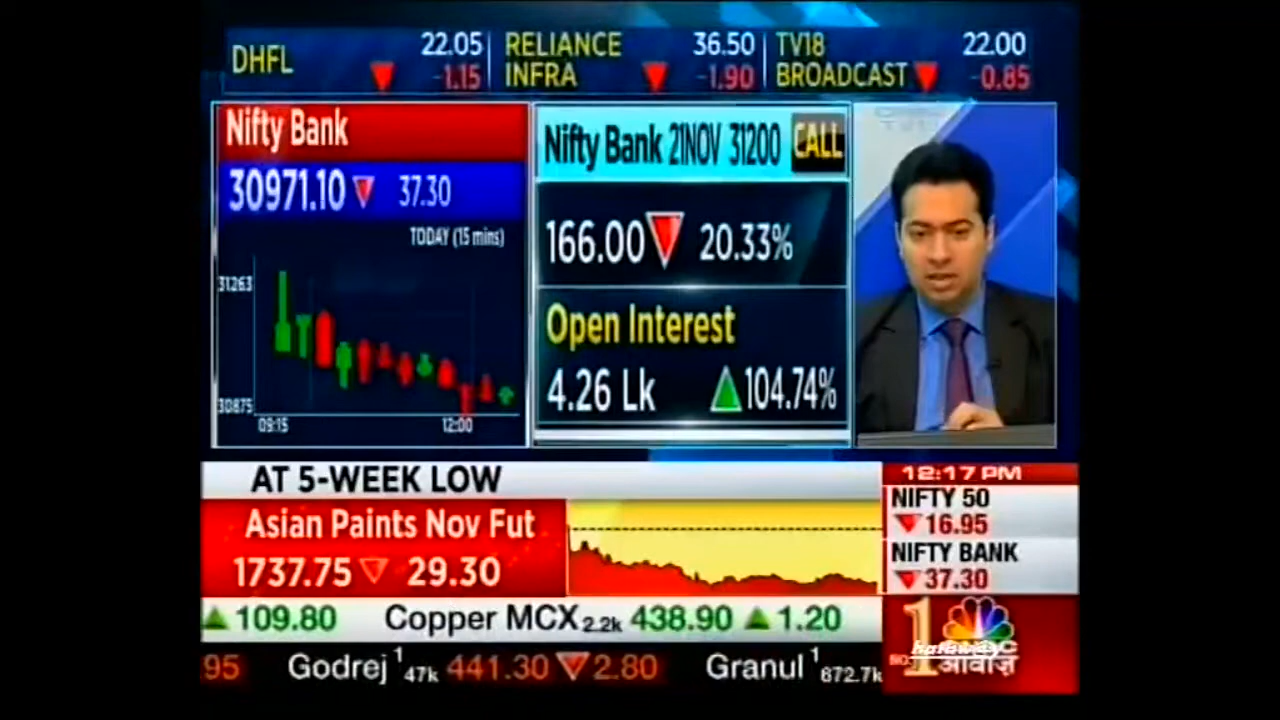 DHFL 22.05 -1.15
RELIANCE INFRA 36.50 -1.90
TV18 BROADCAST 22.00 -0.85
Nifty Bank
30971.10 37.30
TODAY (15 mins)
31263
30875
09:15 12:00
Nifty Bank 21NOV 31200 CALL
166.00 20.33%
Open Interest
4.26 Lk 104.74%
AT 5-WEEK LOW
Asian Paints Nov Fut
1737.75 29.30
12:17 PM
NIFTY 50
16.95
NIFTY BANK
37.30
109.80 Copper MCX 2.2k 438.90 1.20
.95 Godrej 1 47k 441.30 2.80 Granul 1 872.7k
NO. 1
आवाज़